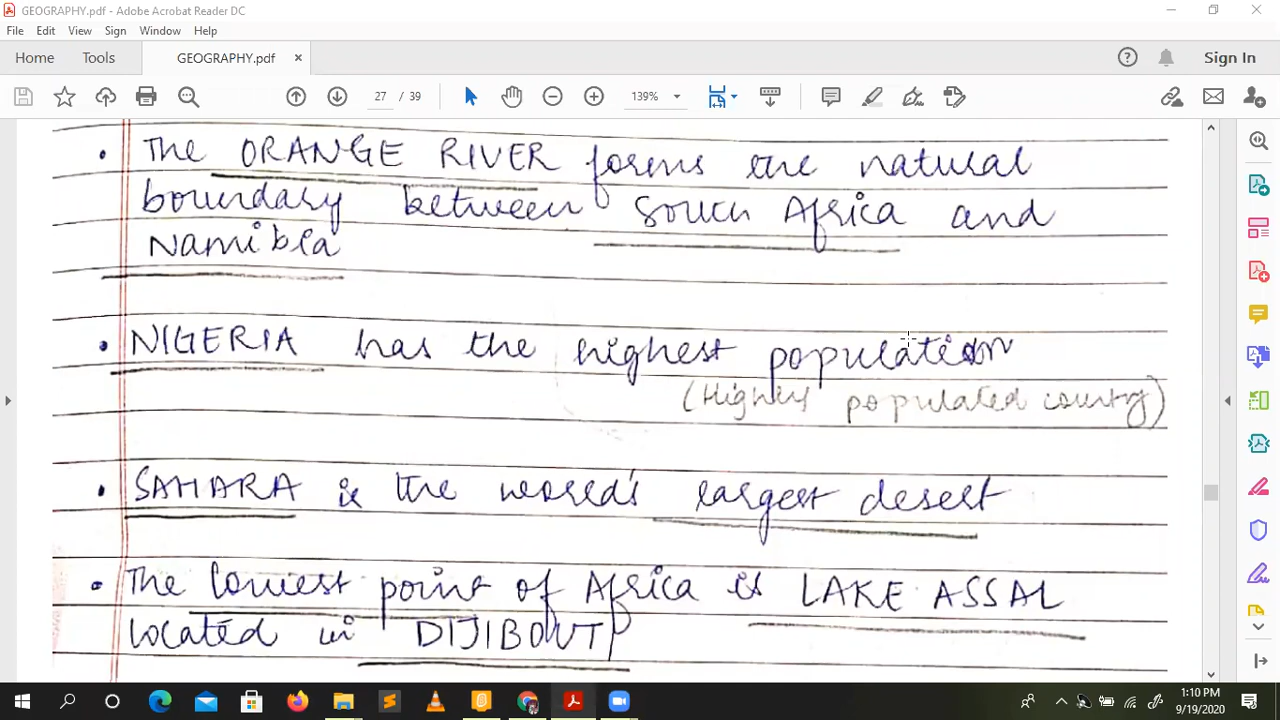 GEOGRAPHY.pdf - Adobe Acrobat Reader DC
File Edit View Sign Window Help
Home Tools GEOGRAPHY.pdf × Sign In
27 / 39 139%
• The ORANGE RIVER forms the natural
boundary between South Africa and
Namibia
• NIGERIA has the highest population
(Highly populated country)
• SAHARA is the world's largest desert
• The lowest point of Africa is LAKE ASSAL
located in DIJIBOUTI
1:10 PM
9/19/2020